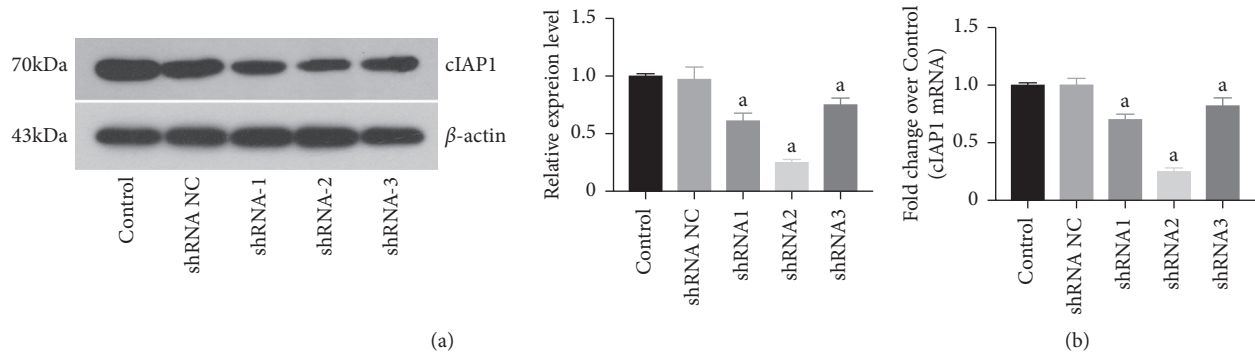 70kDa
cIAP1
43kDa
β-actin
Control
shRNA NC
shRNA-1
shRNA-2
shRNA-3
Relative expreion level
1.5
1.0
0.5
0
a
a
a
Control
shRNA NC
shRNA1
shRNA2
shRNA3
(a)
Fold change over Control
(cIAP1 mRNA)
1.5
1.0
0.5
0
a
a
a
Control
shRNA NC
shRNA1
shRNA2
shRNA3
(b)